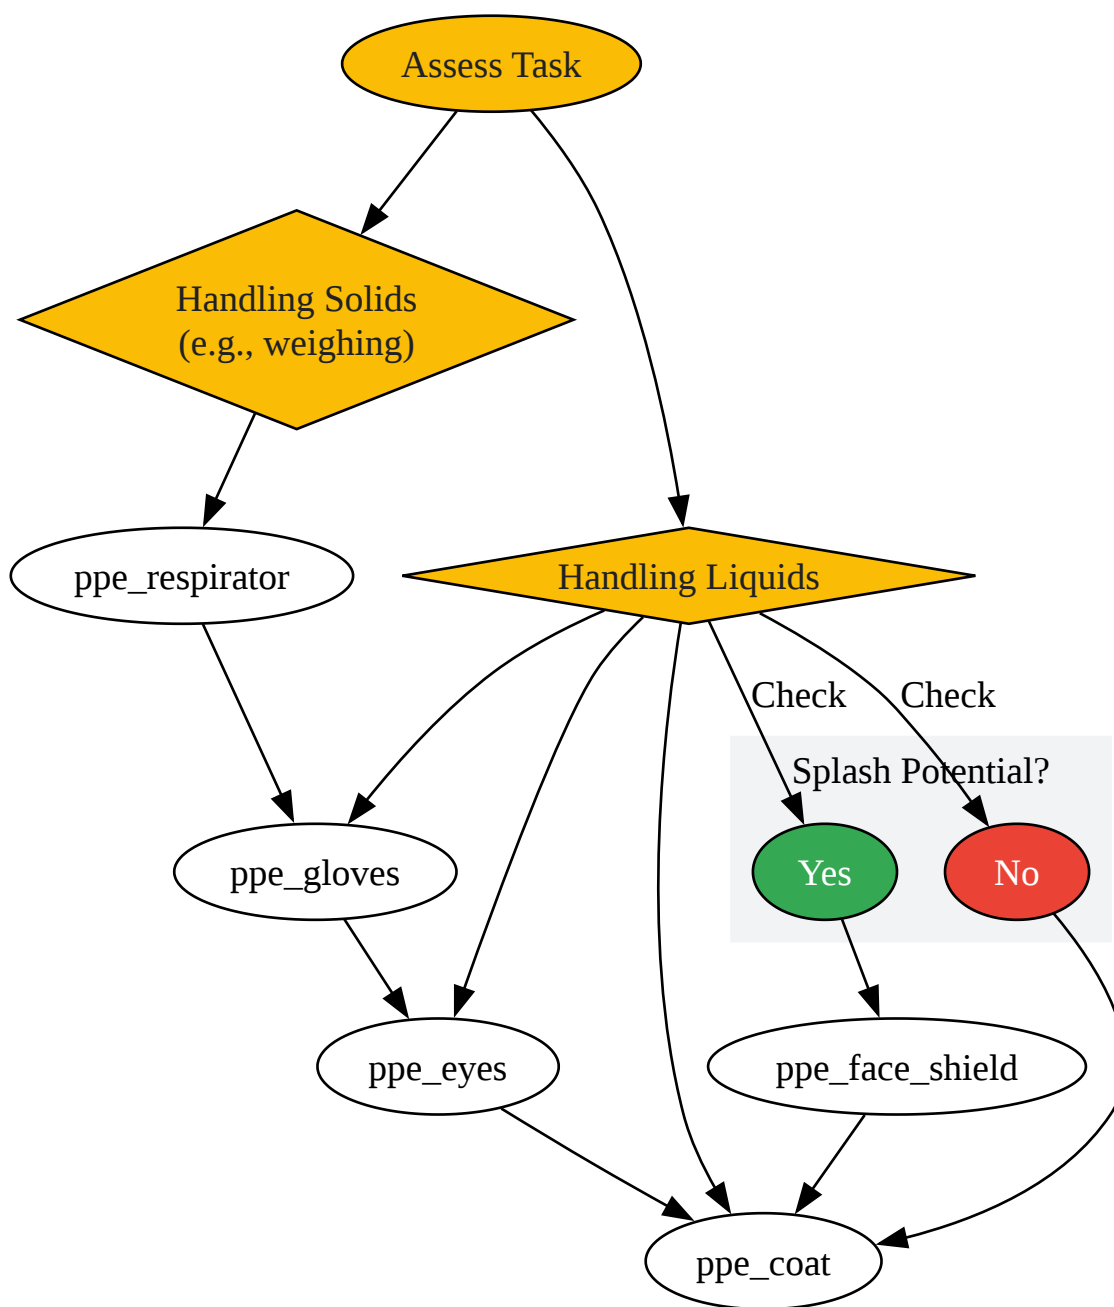 Assess Task
Handling Solids
(e.g., weighing)
ppe_respirator
Handling Liquids
Check
Check
Splash Potential?
ppe_gloves
Yes
No
ppe_eyes
ppe_face_shield
ppe_coat